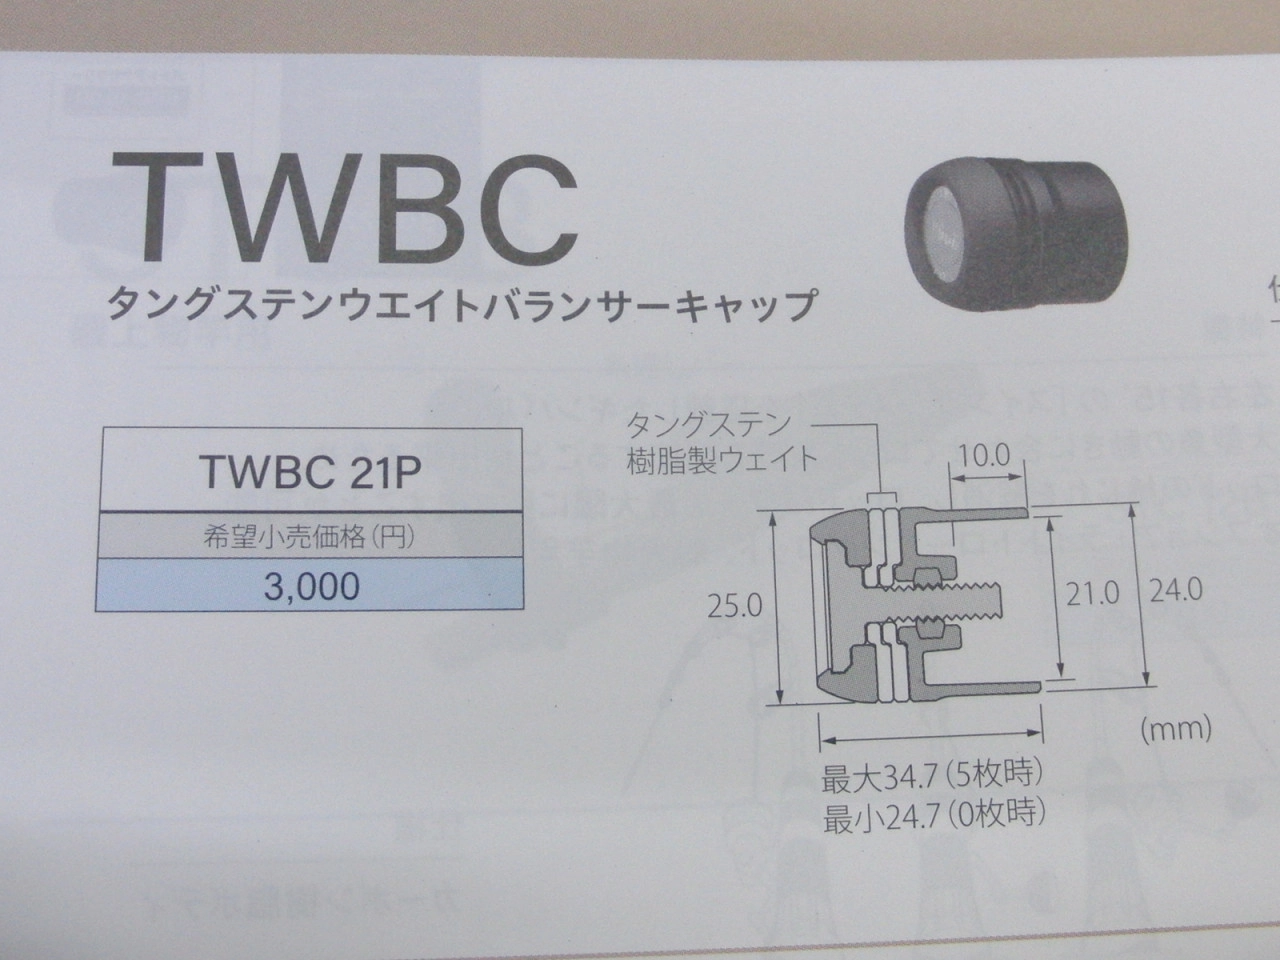 TWBC
タングステンウエイトバランサーキャップ
TWBC 21P
希望小売価格(円)
3,000
タングステン
樹脂製ウェイト
10.0
25.0
21.0
24.0
(mm)
最大34.7(5枚時)
最小24.7(0枚時)